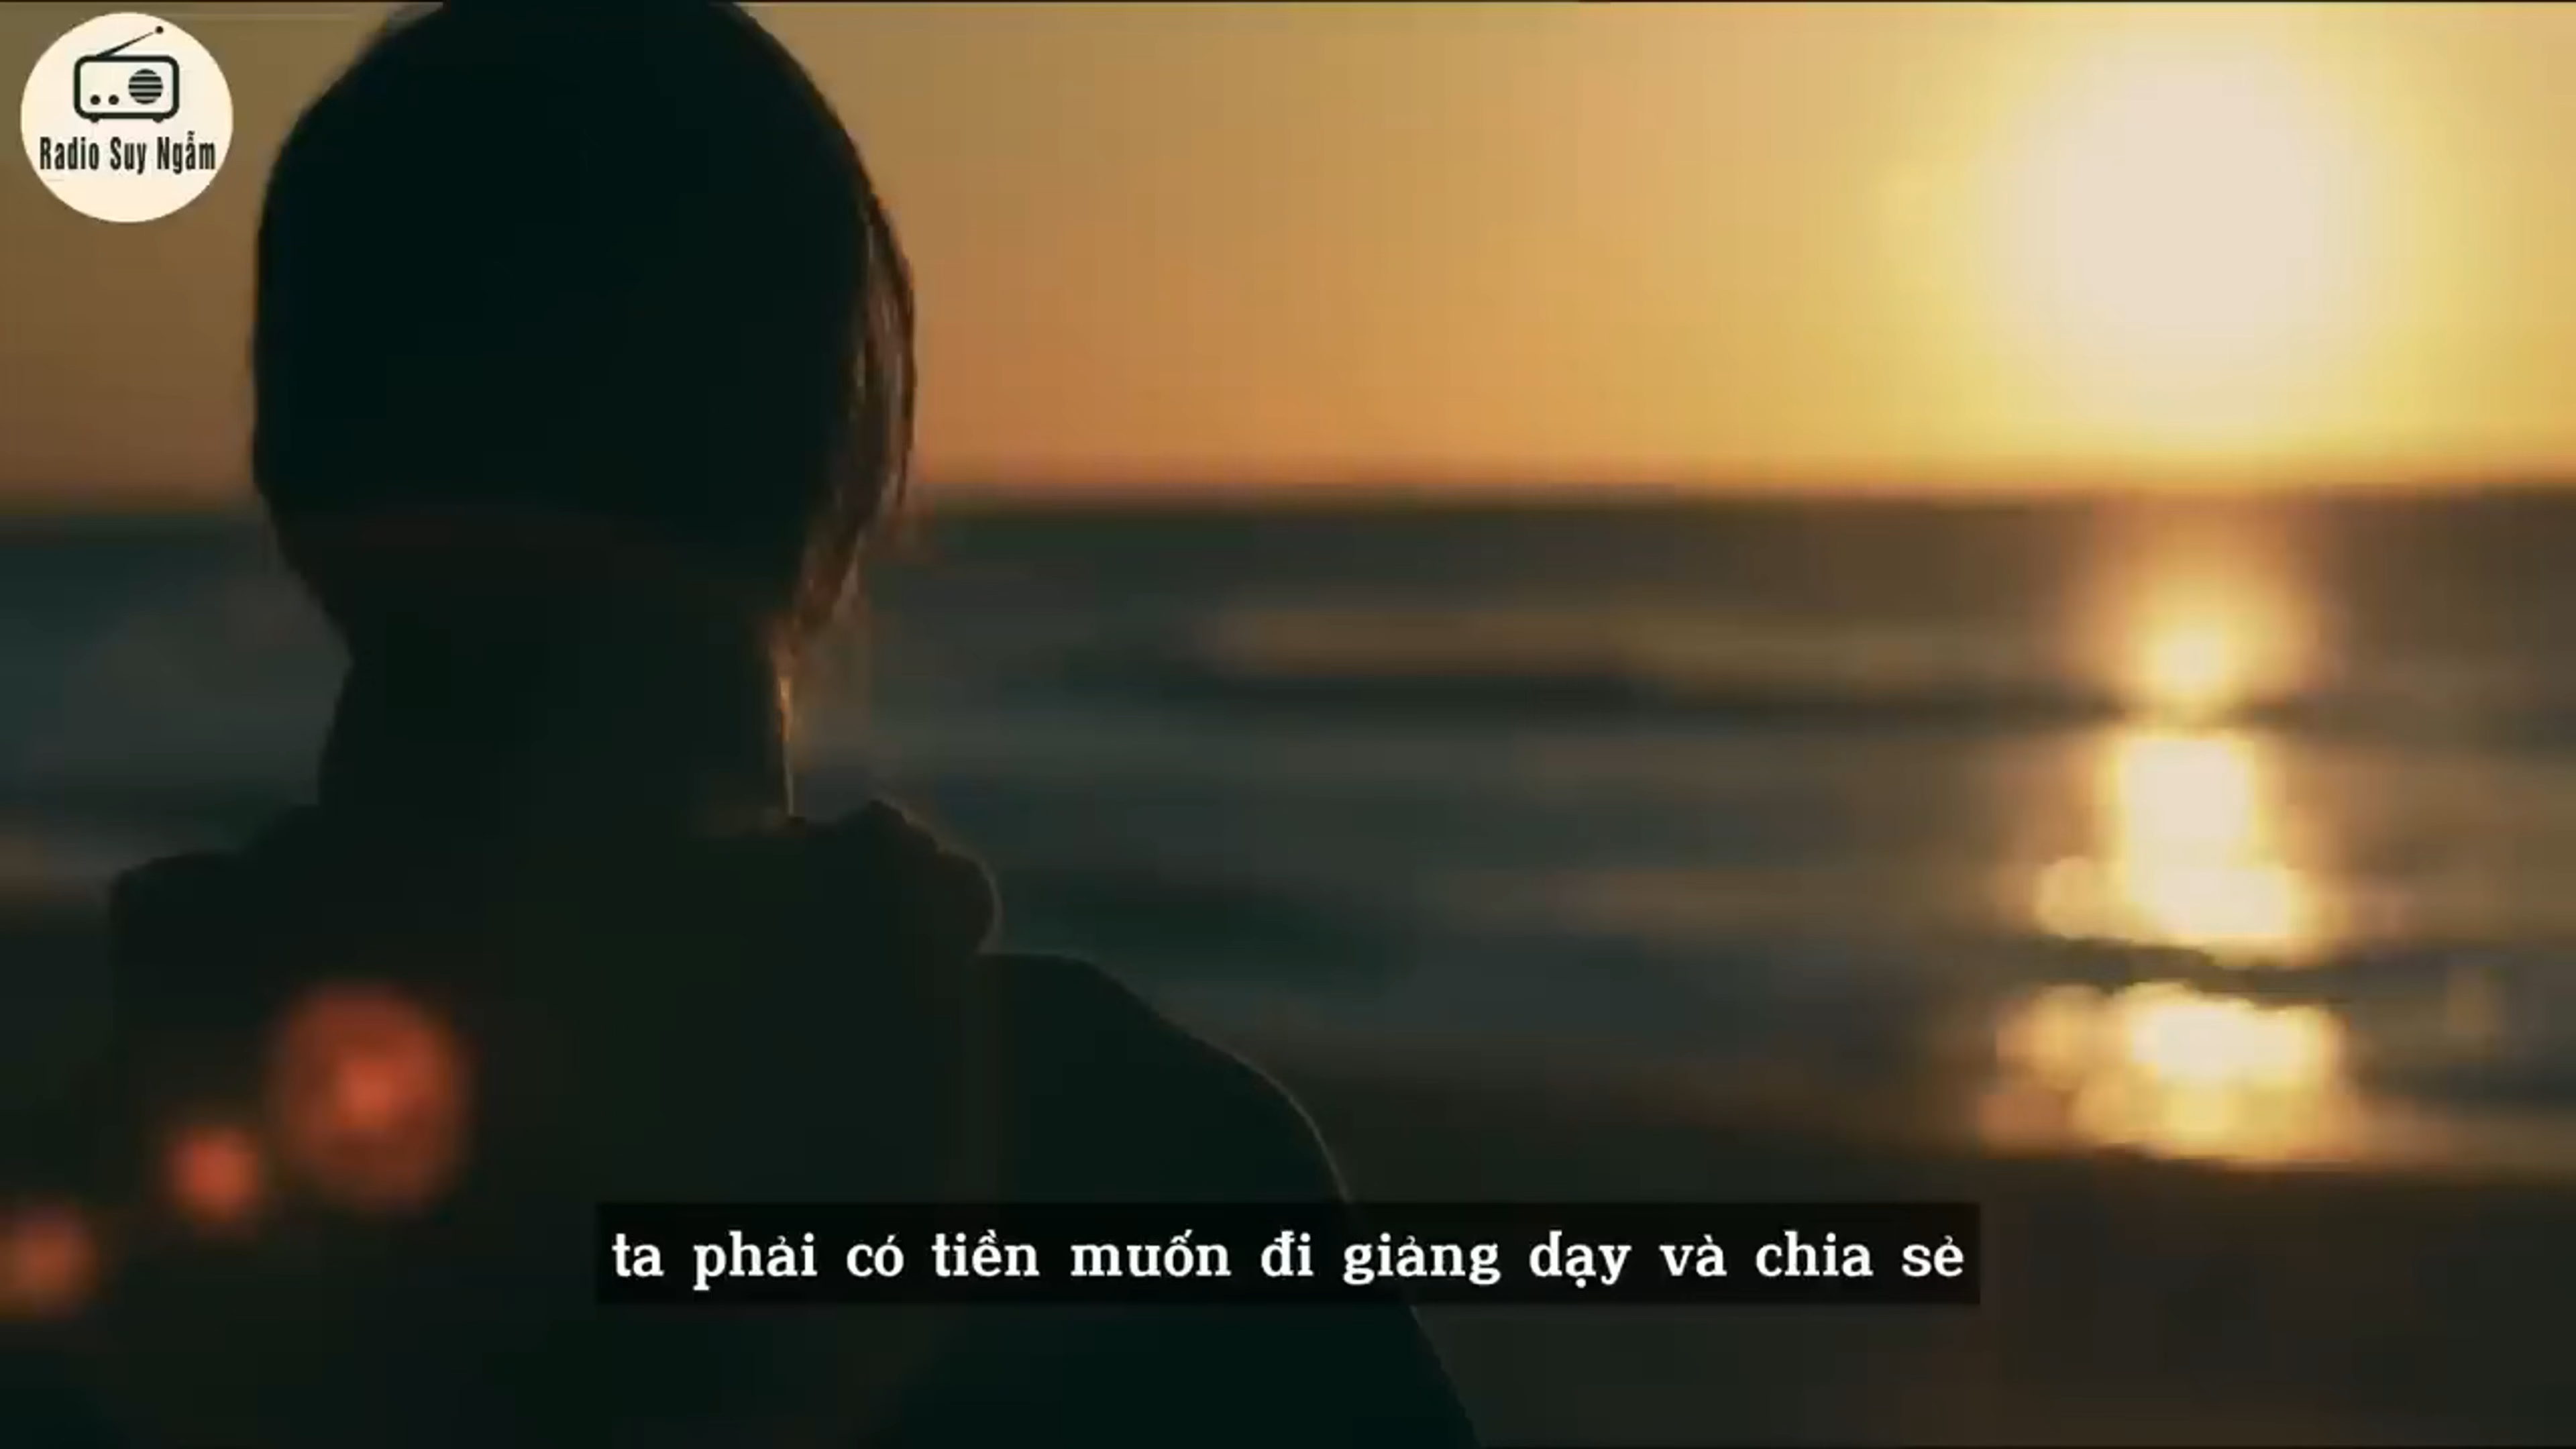 Radio Suy Ngẫm
ta phải có tiền muốn đi giảng dạy và chia sẻ